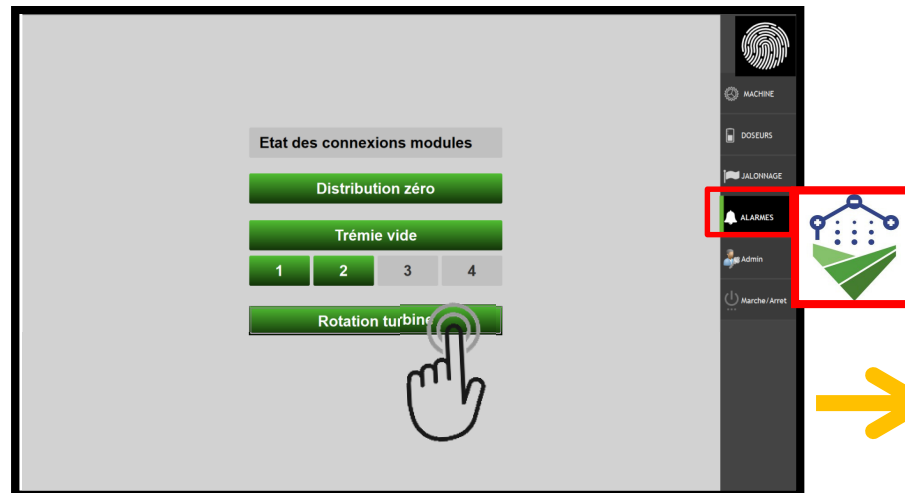 Etat des connexions modules
Distribution zéro
Trémie vide
1 2 3 4
Rotation turbine
MACHINE
DOSEURS
JALONNAGE
ALARMES
Admin
Marche/Arret